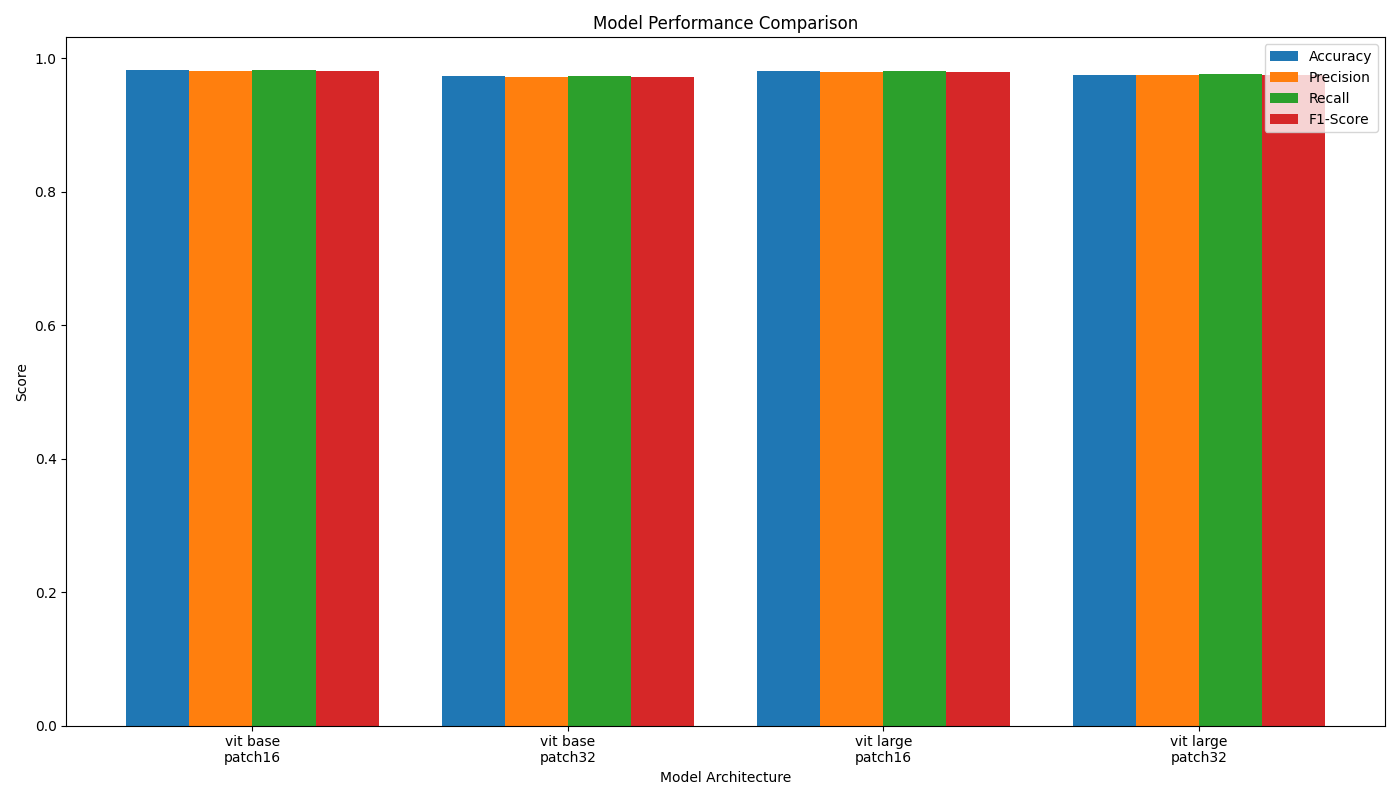 Model Performance Comparison
Accuracy
Precision
Recall
F1-Score
1.0
0.8
0.6
0.4
0.2
0.0
Score
vit base
patch16
vit base
patch32
vit large
patch16
vit large
patch32
Model Architecture